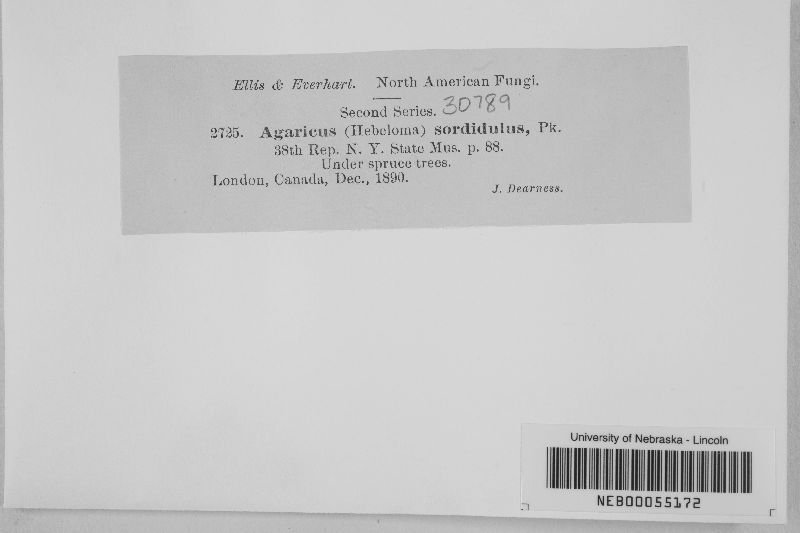 Ellis & Everhart. North American Fungi.
Second Series. 30789
2725. Agaricus (Hebeloma) sordidulus, Pk.
38th Rep. N. Y. State Mus. p. 88.
Under spruce trees.
London, Canada, Dec., 1890.
J. Dearness.
University of Nebraska - Lincoln
NEB00055172